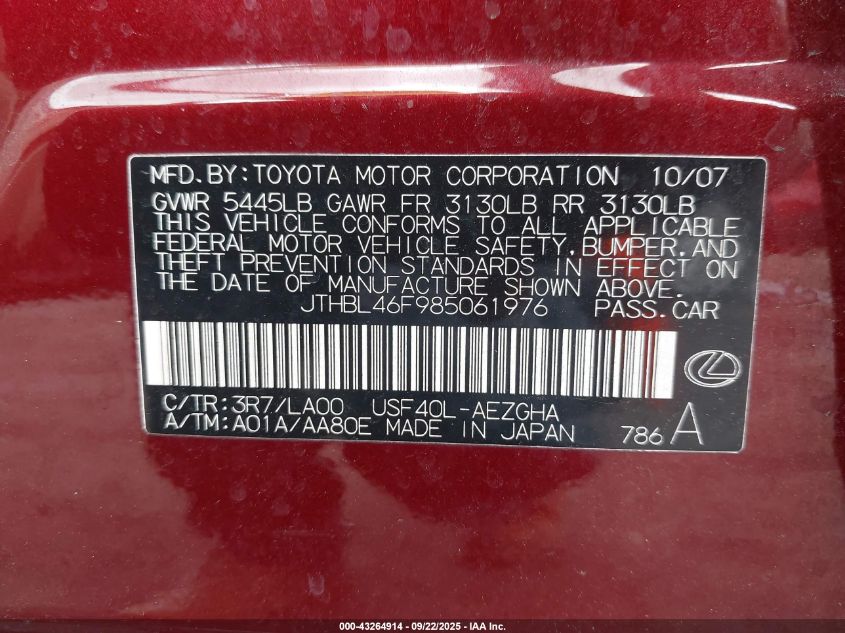 MFD. BY: TOYOTA MOTOR CORPORATION 10/07
GVWR 5445LB GAWR FR 3130LB RR 3130LB
THIS VEHICLE CONFORMS TO ALL APPLICABLE
FEDERAL MOTOR VEHICLE SAFETY, BUMPER, AND
THEFT PREVENTION STANDARDS IN EFFECT ON
THE DATE OF MANUFACTURE SHOWN ABOVE.
JTHBL46F985061976 PASS. CAR
C/TR: 3R7/LA00 USF40L-AEZGHA
A/TM: A01A/AA80E MADE IN JAPAN 786 A
000-43264914 - 09/22/2025 - IAA Inc.